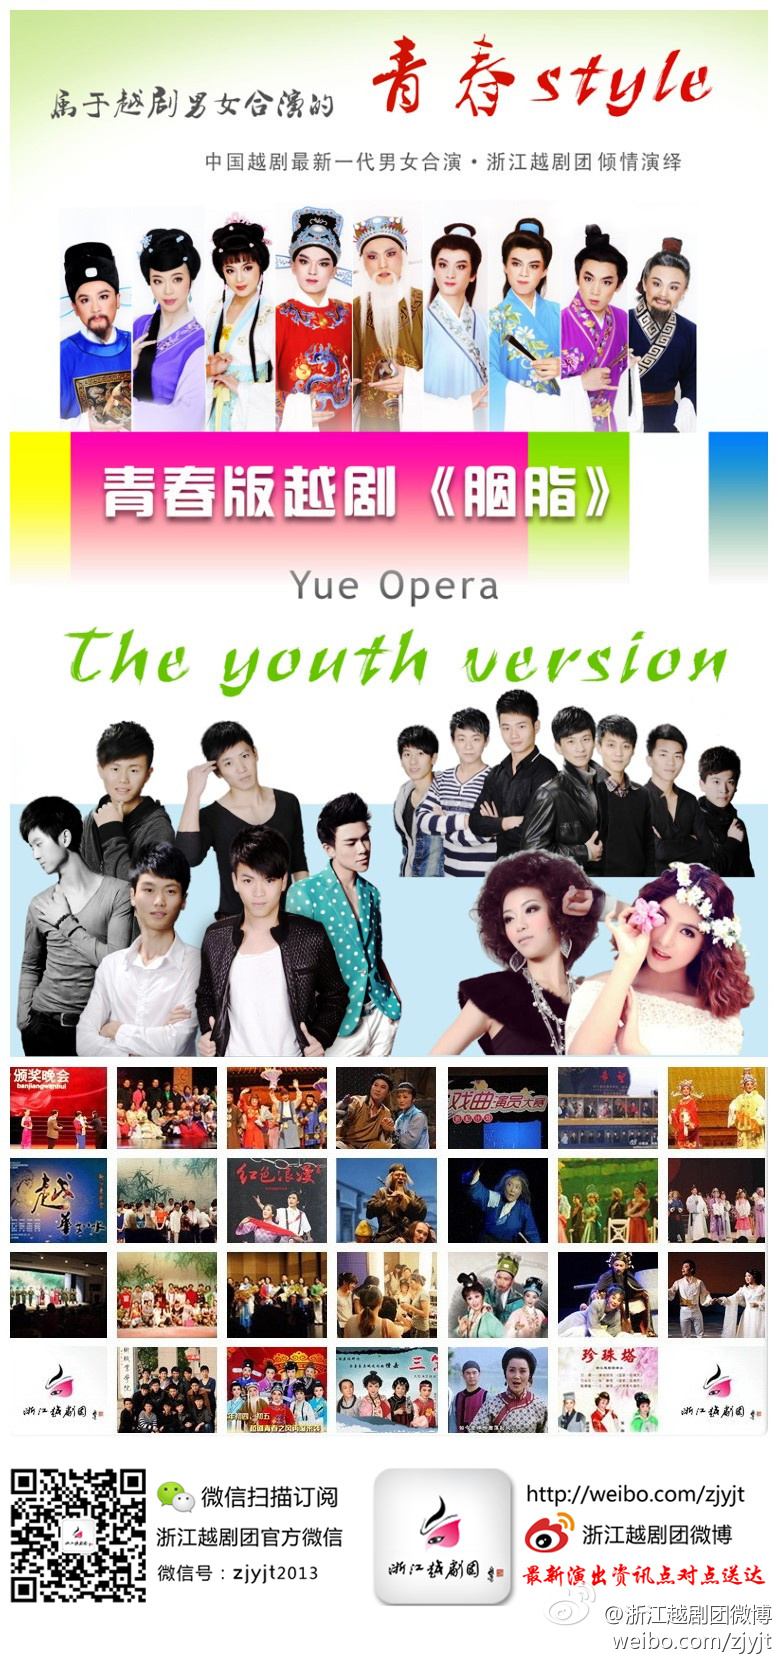 青春style
属于越剧男女合演的
中国越剧最新一代男女合演·浙江越剧团倾情演绎
青春版越剧《胭脂》
Yue Opera
The youth version
颁奖晚会
banjiangwanhui
戏曲演员大赛
希望
越
红色浪漫
浙江越剧团
三
珍珠塔
浙江越剧团
微信扫描订阅
浙江越剧团官方微信
微信号：zjyjt2013
浙江越剧团
http://weibo.com/zjyjt
浙江越剧团微博
最新演出资讯点对点送达
@浙江越剧团微博
weibo.com/zjyjt